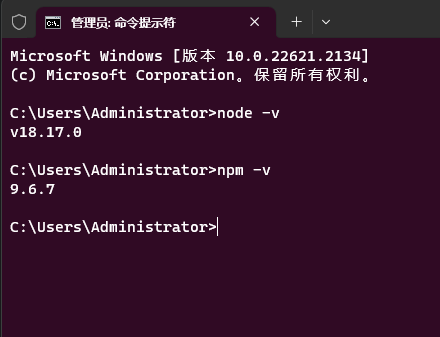 管理员: 命令提示符
Microsoft Windows [版本 10.0.22621.2134]
(c) Microsoft Corporation。保留所有权利。
C:\Users\Administrator>node -v
v18.17.0
C:\Users\Administrator>npm -v
9.6.7
C:\Users\Administrator>